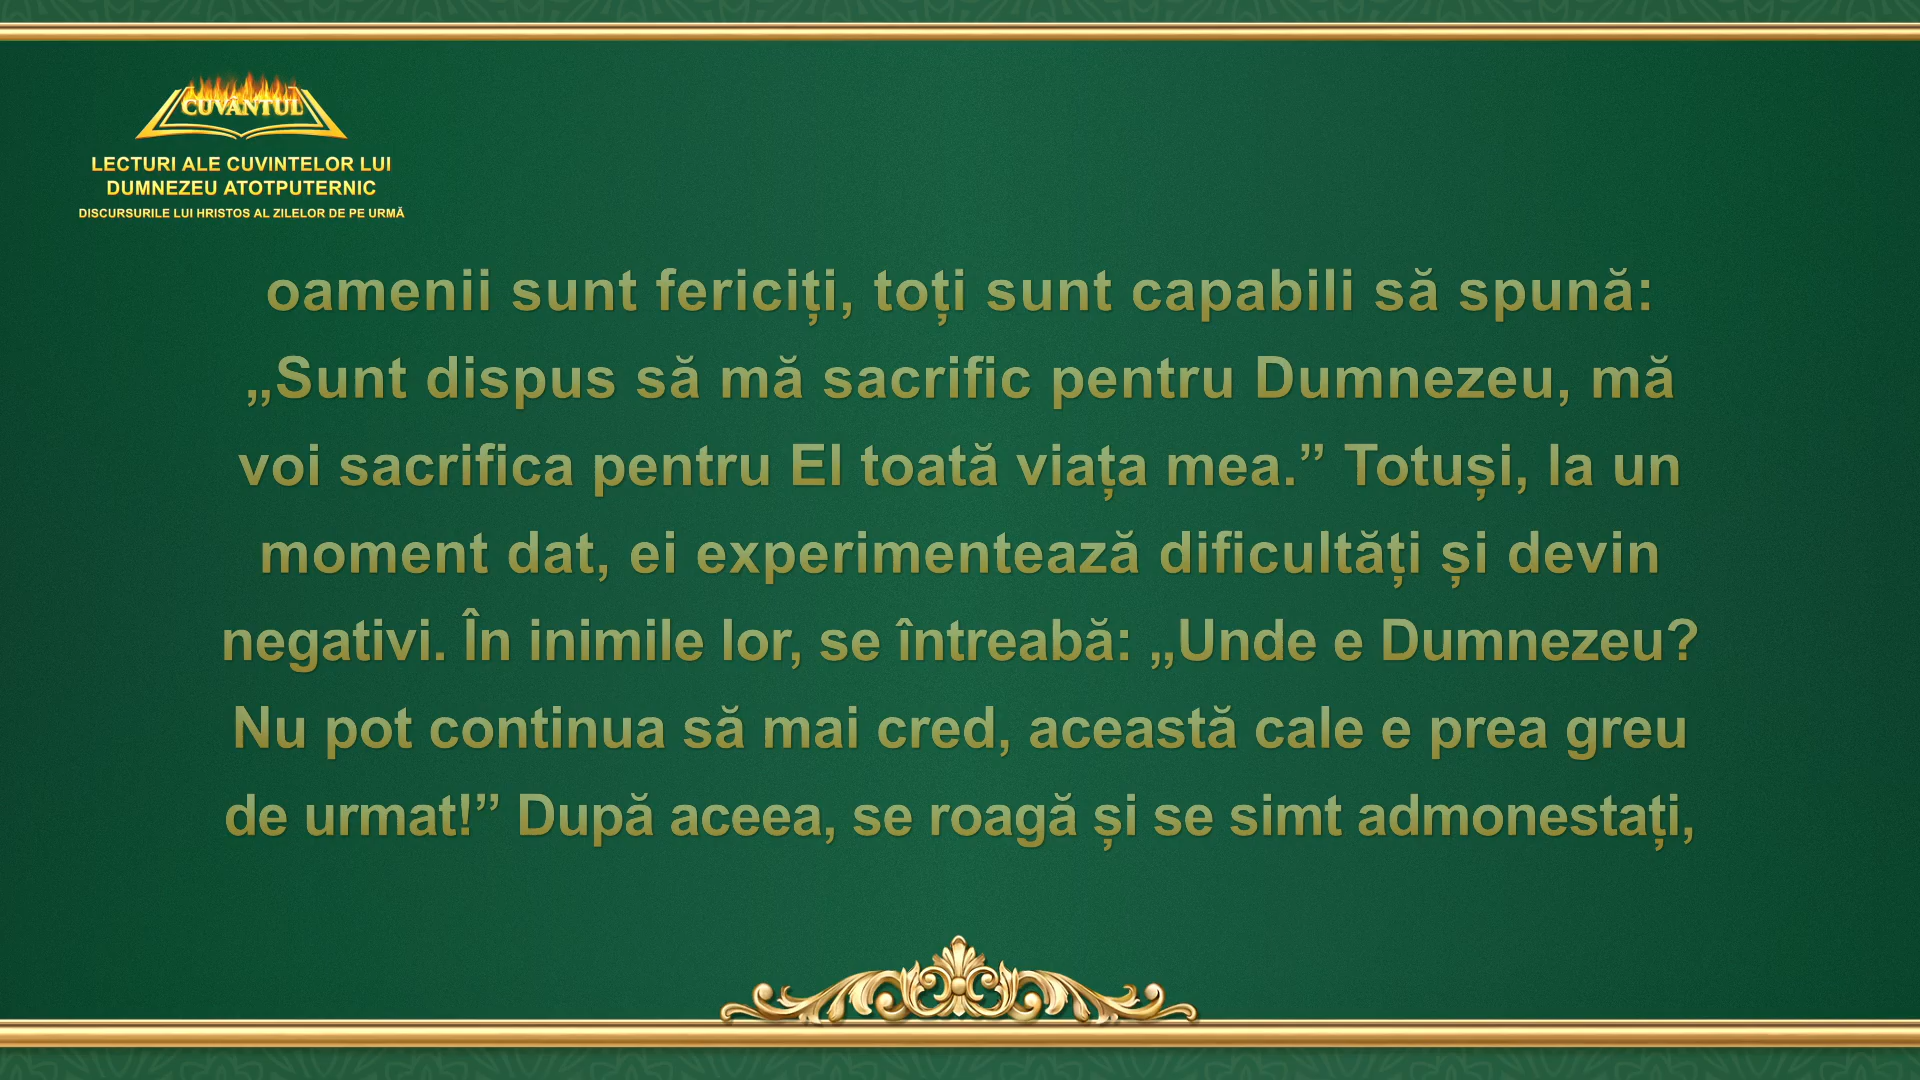 CUVÂNTUL
LECTURI ALE CUVINTELOR LUI
DUMNEZEU ATOTPUTERNIC
DISCURSURILE LUI HRISTOS AL ZILELOR DE PE URMĂ
oamenii sunt fericiți, toți sunt capabili să spună:
„Sunt dispus să mă sacrific pentru Dumnezeu, mă
voi sacrifica pentru El toată viața mea.” Totuși, la un
moment dat, ei experimentează dificultăți și devin
negativi. În inimile lor, se întreabă: „Unde e Dumnezeu?
Nu pot continua să mai cred, această cale e prea greu
de urmat!” După aceea, se roagă și se simt admonestați,